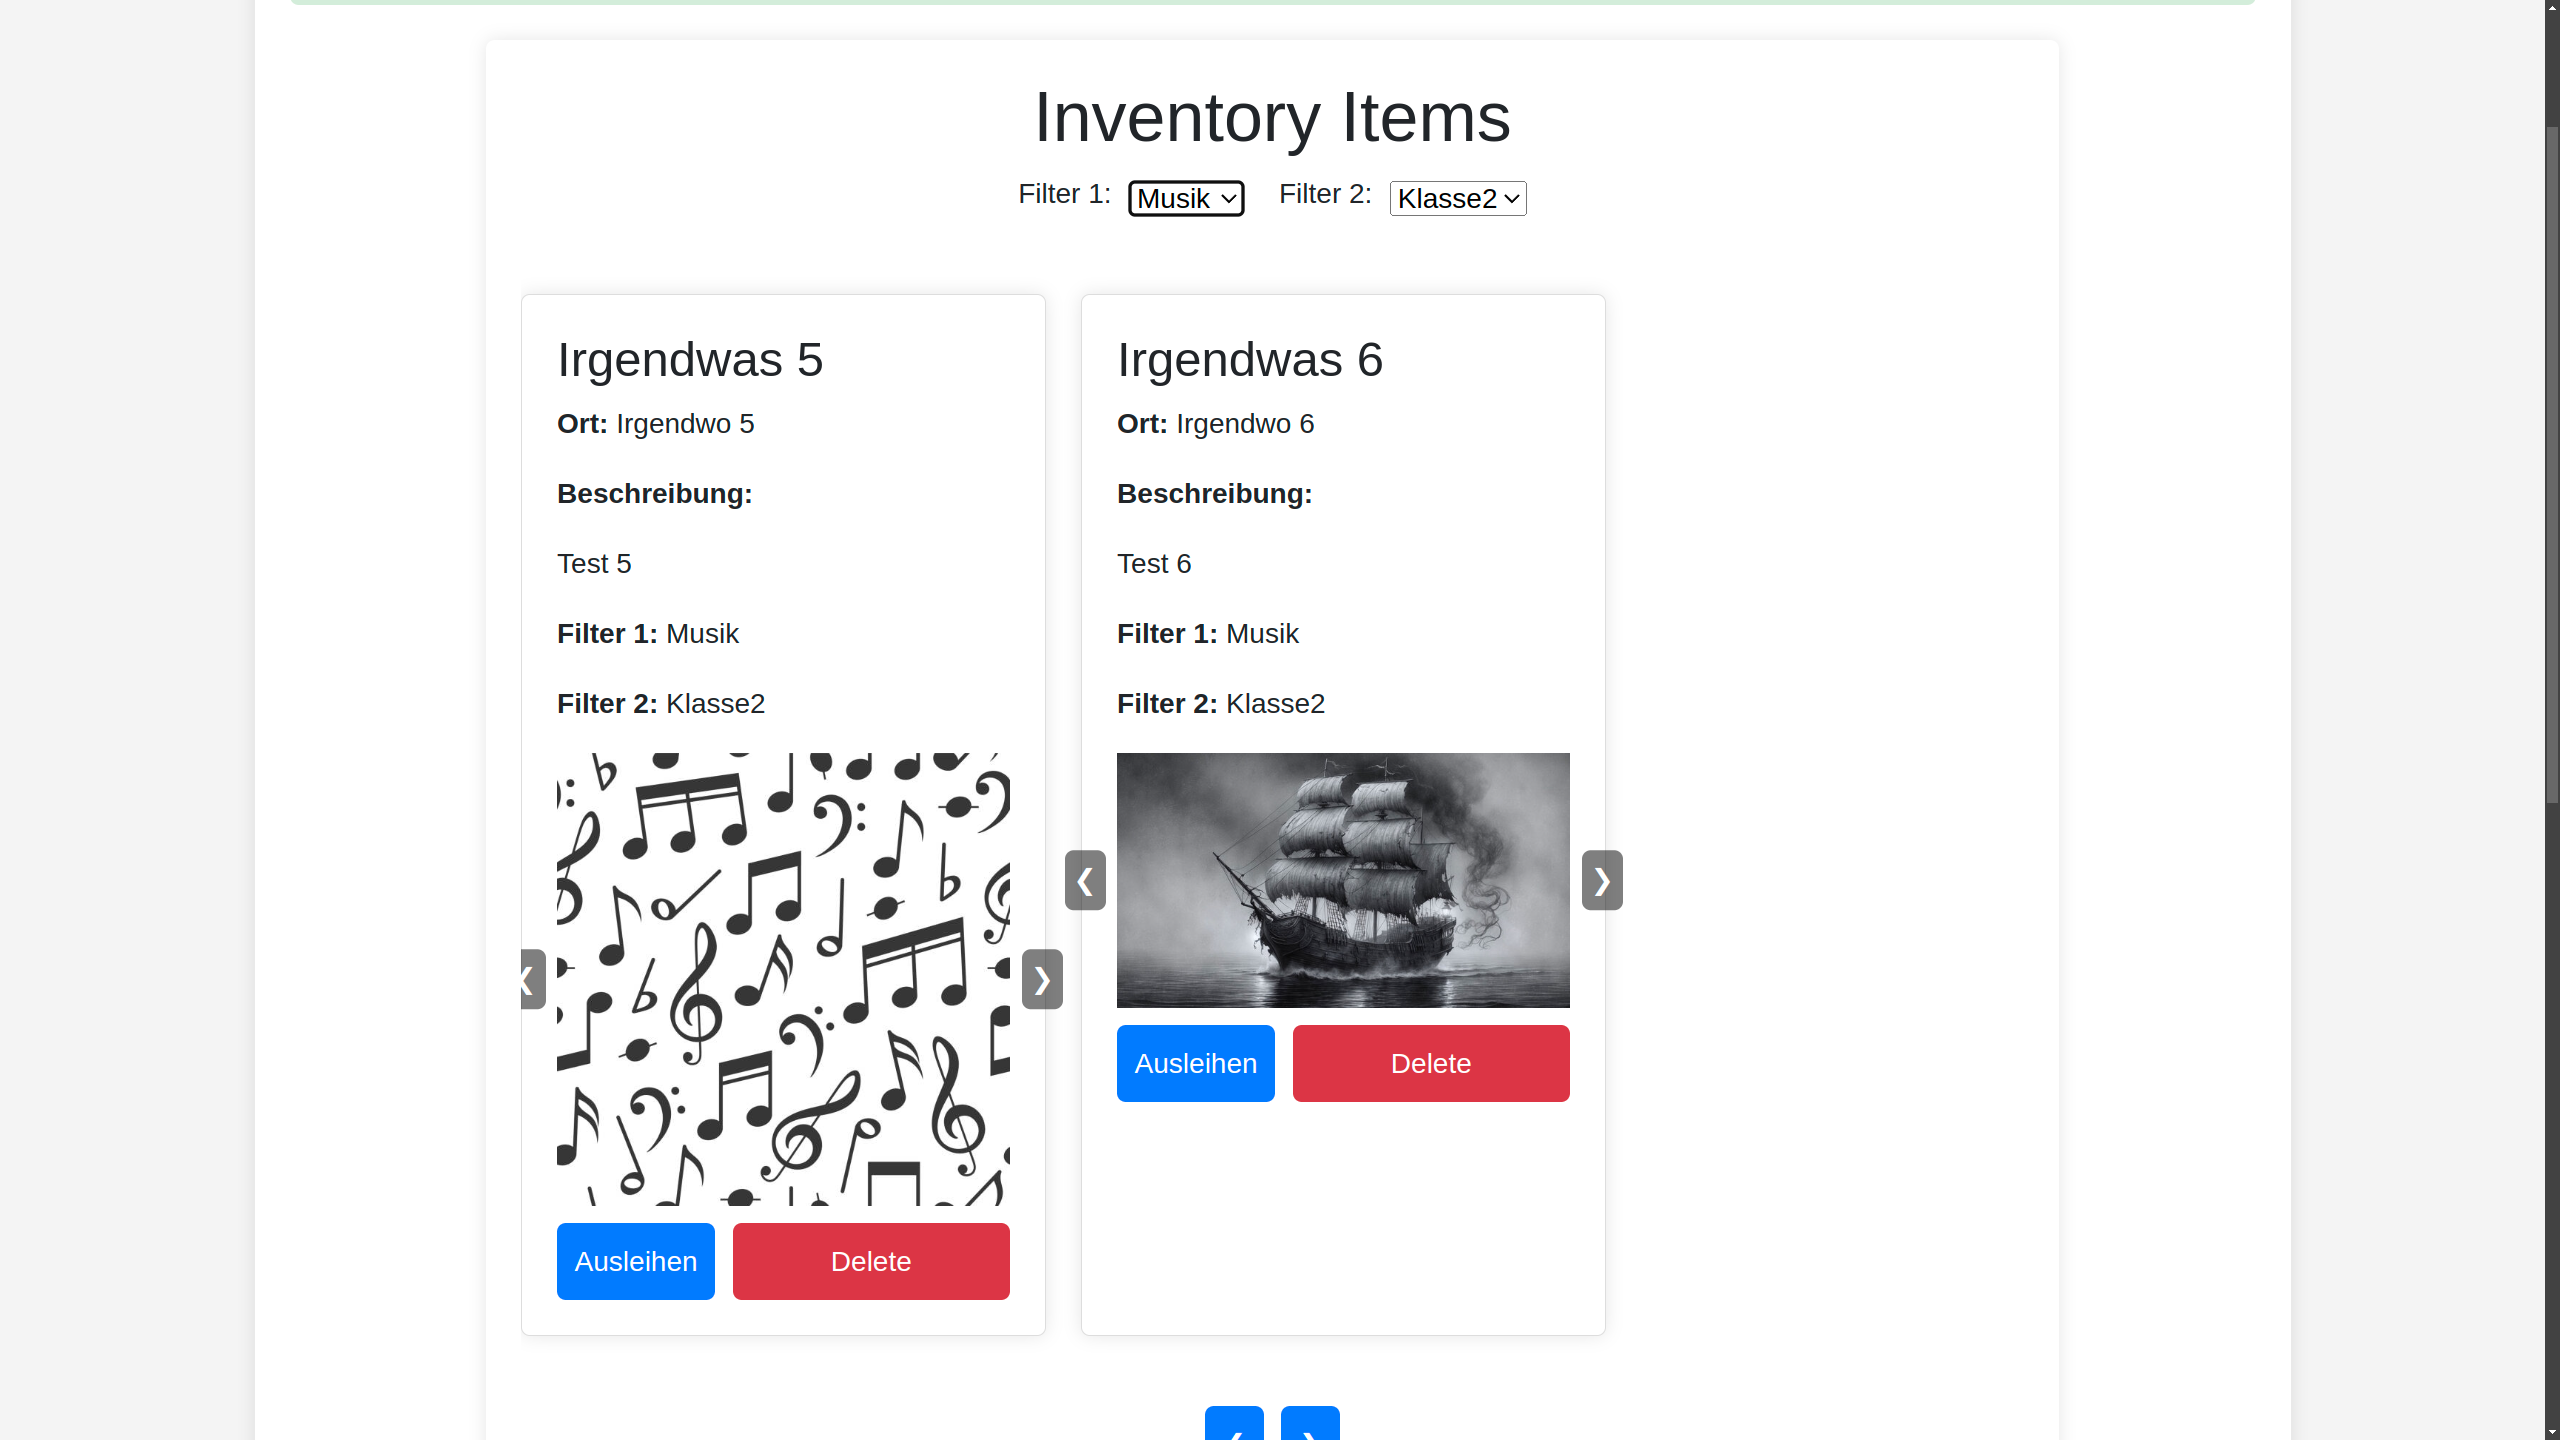 Inventory Items
Filter 1: Musik Filter 2: Klasse2
Irgendwas 5
Ort: Irgendwo 5
Beschreibung:
Test 5
Filter 1: Musik
Filter 2: Klasse2
Ausleihen Delete
Irgendwas 6
Ort: Irgendwo 6
Beschreibung:
Test 6
Filter 1: Musik
Filter 2: Klasse2
Ausleihen Delete